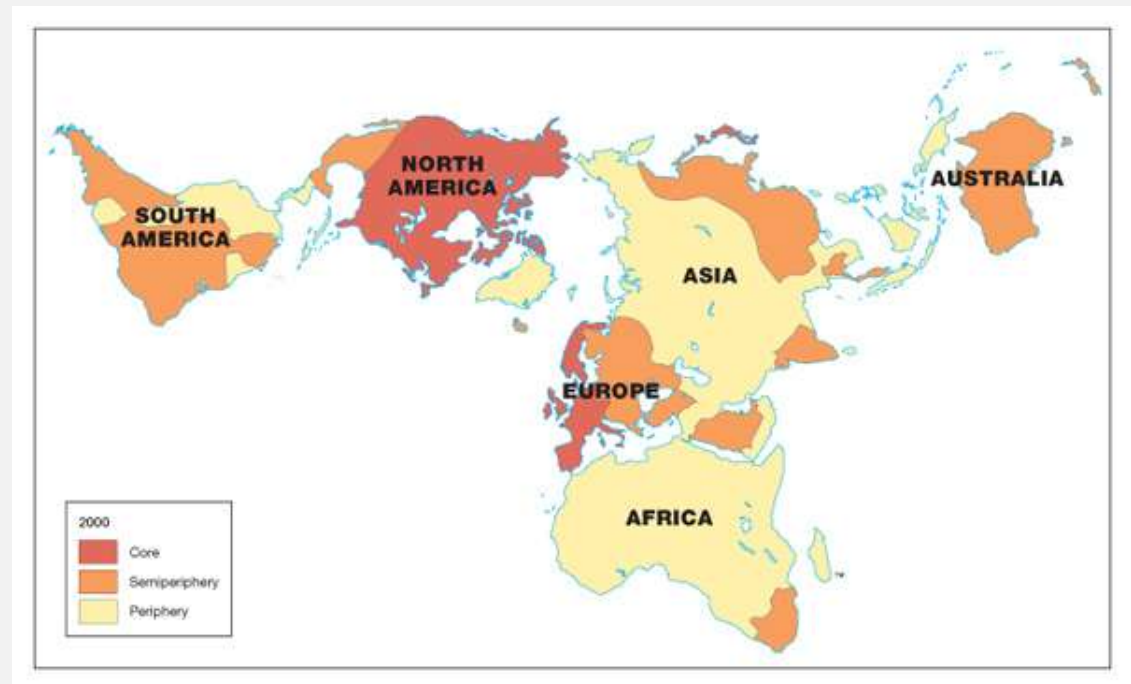 NORTH
AMERICA
SOUTH
AMERICA
AUSTRALIA
ASIA
EUROPE
AFRICA
2000
Core
Semiperiphery
Periphery